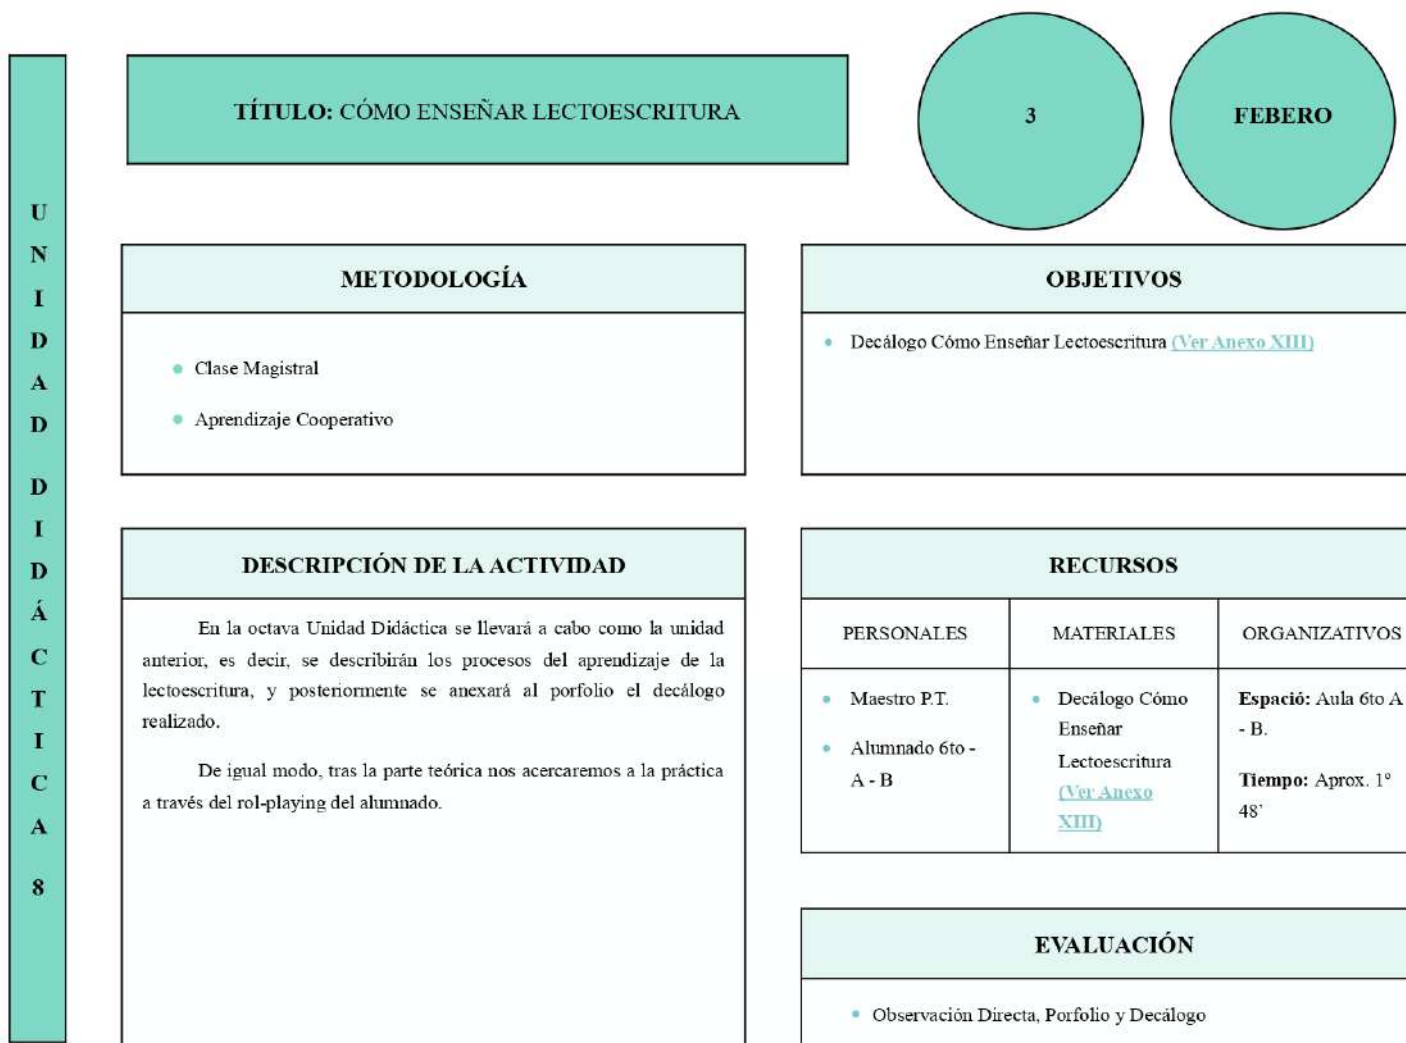 UNIDAD DIDÁCTICA 8
TÍTULO: CÓMO ENSEÑAR LECTOESCRITURA
3
FEBERO
METODOLOGÍA
• Clase Magistral
• Aprendizaje Cooperativo
OBJETIVOS
• Decálogo Cómo Enseñar Lectoescritura (Ver Anexo XIII)
DESCRIPCIÓN DE LA ACTIVIDAD
En la octava Unidad Didáctica se llevará a cabo como la unidad
anterior, es decir, se describirán los procesos del aprendizaje de la
lectoescritura, y posteriormente se anexará al porfolio el decálogo
realizado.
De igual modo, tras la parte teórica nos acercaremos a la práctica
a través del rol-playing del alumnado.
RECURSOS
PERSONALES
MATERIALES
ORGANIZATIVOS
• Maestro P.T.
• Alumnado 6to -
A - B
• Decálogo Cómo
Enseñar
Lectoescritura
(Ver Anexo
XIII)
Espació: Aula 6to A
- B.
Tiempo: Aprox. 1º
48’
EVALUACIÓN
• Observación Directa, Porfolio y Decálogo